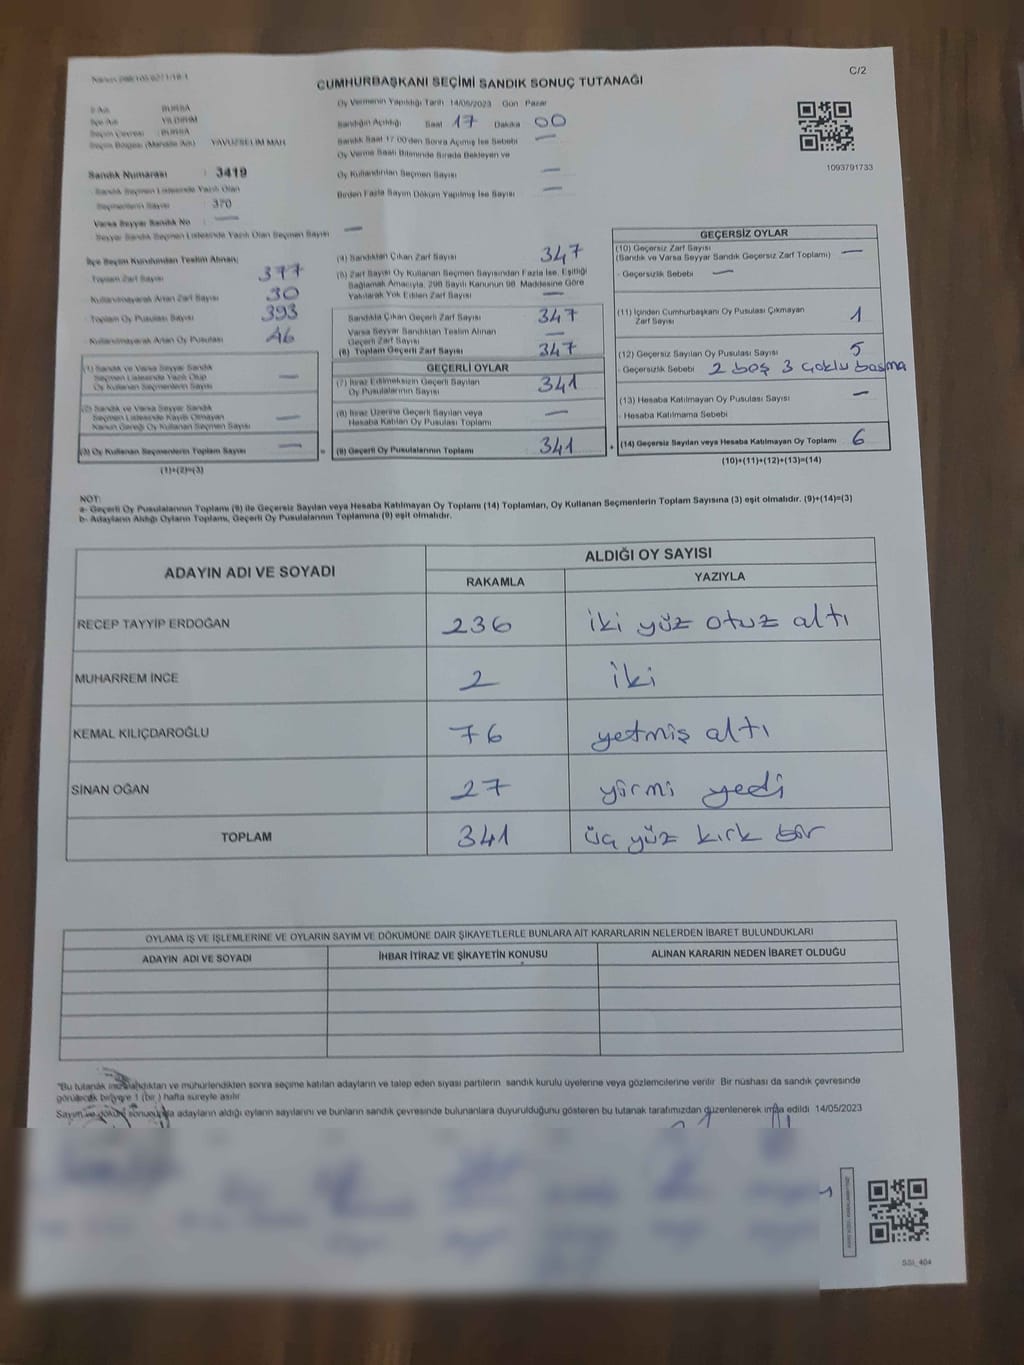 C/2
CUMHURBAŞKANI SEÇİMİ SANDIK SONUÇ TUTANAĞI
İl Adı BURSA
İlçe Adı YILDIRIM
Seçim Çevresi : BURSA
Seçim Bölgesi (Mahalle Adı) YAVUZSELİM MAH
Sandık Numarası : 3419
Sandık Seçmen Listesinde Yazılı Olan
Seçmenlerin Sayısı : 370
Varsa Seyyar Sandık No —
Seyyar Sandık Seçmen Listesinde Yazılı Olan Seçmen Sayısı —
Oy Vermenin Yapıldığı Tarih 14/05/2023 Gün Pazar
Sandığın Açıldığı Saat 17 Dakika 00
Sandık Saat 17:00'den Sonra Açılmış İse Sebebi —
Oy Verme Saati Bitiminde Sırada Bekleyen ve
Oy Kullandırılan Seçmen Sayısı —
Birden Fazla Sayım Döküm Yapılmış İse Sayısı —
1093791733
İlçe Seçim Kurulundan Teslim Alınan;
Toplam Zarf Sayısı 377
Kullanılmayarak Artan Zarf Sayısı 30
Toplam Oy Pusulası Sayısı 393
Kullanılmayarak Artan Oy Pusulası 46
(1) Sandık ve Varsa Seyyar Sandık
Seçmen Listesinde Yazılı Olup
Oy Kullanan Seçmenlerin Sayısı —
(2) Sandık ve Varsa Seyyar Sandık
Seçmen Listesinde Kayıtlı Olmayan
Kanun Gereği Oy Kullanan Seçmen Sayısı —
(3) Oy Kullanan Seçmenlerin Toplam Sayısı —
(1)+(2)=(3)
(4) Sandıktan Çıkan Zarf Sayısı 347
(5) Zarf Sayısı Oy Kullanan Seçmen Sayısından Fazla İse, Eşitliği
Sağlamak Amacıyla, 298 Sayılı Kanunun 98. Maddesine Göre
Yakılarak Yok Edilen Zarf Sayısı —
Sandıkta Çıkan Geçerli Zarf Sayısı 347
Varsa Seyyar Sandıktan Teslim Alınan
Geçerli Zarf Sayısı —
(6) Toplam Geçerli Zarf Sayısı 347
GEÇERLİ OYLAR
(7) İtiraz Edilmeksizin Geçerli Sayılan
Oy Pusulalarının Sayısı 341
(8) İtiraz Üzerine Geçerli Sayılan veya
Hesaba Katılan Oy Pusulası Toplamı —
(9) Geçerli Oy Pusulalarının Toplamı 341
GEÇERSİZ OYLAR
(10) Geçersiz Zarf Sayısı —
(Sandık ve Varsa Seyyar Sandık Geçersiz Zarf Toplamı)
- Geçersizlik Sebebi —
(11) İçinden Cumhurbaşkanı Oy Pusulası Çıkmayan
Zarf Sayısı 1
(12) Geçersiz Sayılan Oy Pusulası Sayısı 5
- Geçersizlik Sebebi 2 boş 3 çoklu basma
(13) Hesaba Katılmayan Oy Pusulası Sayısı —
- Hesaba Katılmama Sebebi
(14) Geçersiz Sayılan veya Hesaba Katılmayan Oy Toplamı 6
(10)+(11)+(12)+(13)=(14)
NOT:
a- Geçerli Oy Pusulalarının Toplamı (9) ile Geçersiz Sayılan veya Hesaba Katılmayan Oy Toplamı (14) Toplamları, Oy Kullanan Seçmenlerin Toplam Sayısına (3) eşit olmalıdır. (9)+(14)=(3)
b- Adayların Aldığı Oyların Toplamı, Geçerli Oy Pusulalarının Toplamına (9) eşit olmalıdır.
ADAYIN ADI VE SOYADI ALDIĞI OY SAYISI
RAKAMLA YAZIYLA
RECEP TAYYİP ERDOĞAN 236 iki yüz otuz altı
MUHARREM İNCE 2 iki
KEMAL KILIÇDAROĞLU 76 yetmiş altı
SİNAN OĞAN 27 yirmi yedi
TOPLAM 341 üç yüz kırk bir
OYLAMA İŞ VE İŞLEMLERİNE VE OYLARIN SAYIM VE DÖKÜMÜNE DAİR ŞİKAYETLERLE BUNLARA AİT KARARLARIN NELERDEN İBARET BULUNDUKLARI
ADAYIN ADI VE SOYADI İHBAR İTİRAZ VE ŞİKAYETİN KONUSU ALINAN KARARIN NEDEN İBARET OLDUĞU
"Bu tutanak imzalandıktan ve mühürlendikten sonra seçime katılan adayların ve talep eden siyasi partilerin sandık kurulu üyelerine veya gözlemcilerine verilir. Bir nüshası da sandık çevresinde
görülecek bir yere 1 (bir) hafta süreyle asılır.
Sayım ve döküm sonucunda adayların aldığı oyların sayılarını ve bunların sandık çevresinde bulunanlara duyurulduğunu gösteren bu tutanak tarafımızdan düzenlenerek imza edildi 14/05/2023